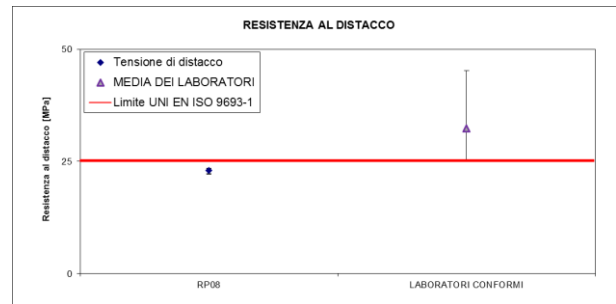 RESISTENZA AL DISTACCO
50
Tensione di distacco
MEDIA DEI LABORATORI
Limite UNI EN ISO 9693-1
Resistenza al distacco [MPa]
25
0
RP08
LABORATORI CONFORMI